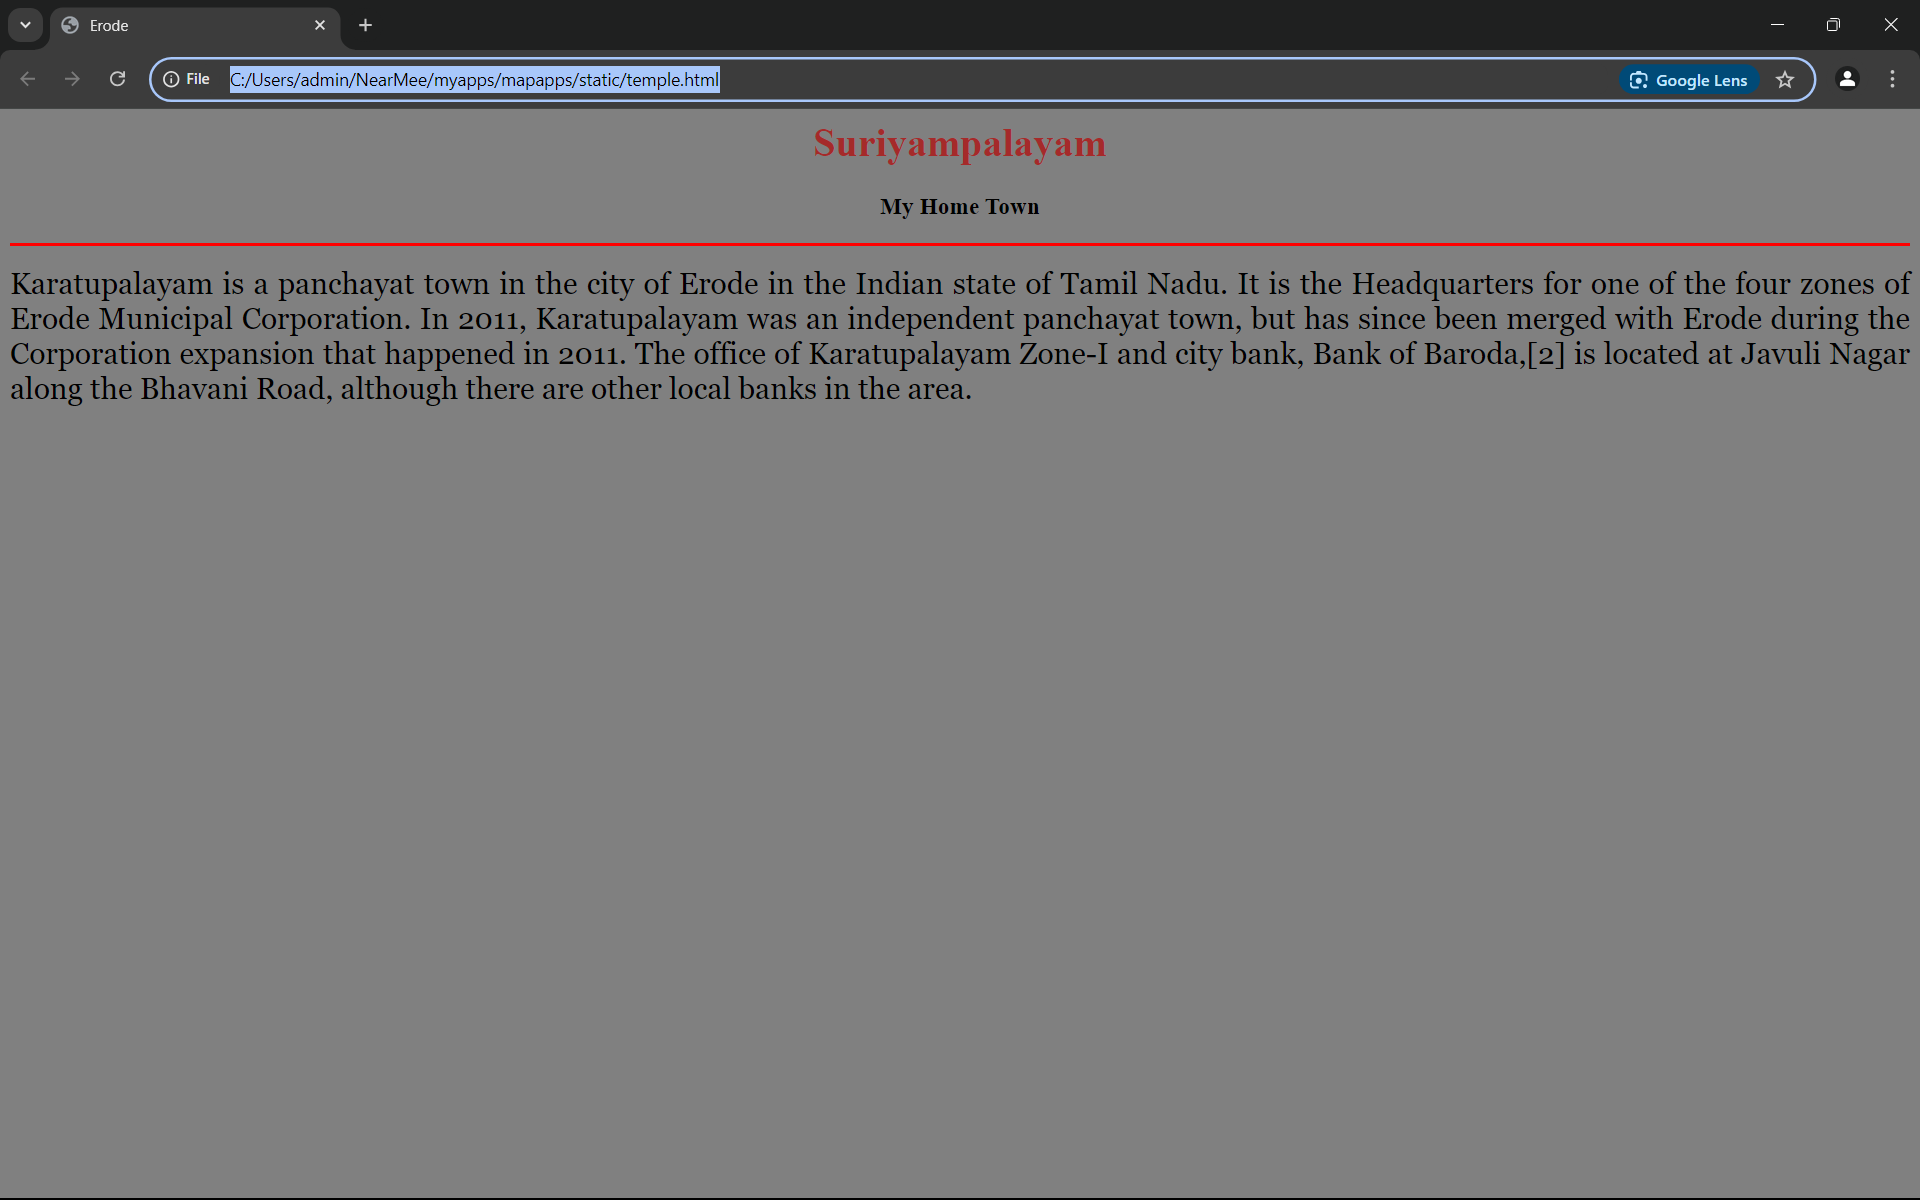 Erode
File
C:/Users/admin/NearMee/myapps/mapapps/static/temple.html
Google Lens
Suriyampalayam
My Home Town
Karatupalayam is a panchayat town in the city of Erode in the Indian state of Tamil Nadu. It is the Headquarters for one of the four zones of
Erode Municipal Corporation. In 2011, Karatupalayam was an independent panchayat town, but has since been merged with Erode during the
Corporation expansion that happened in 2011. The office of Karatupalayam Zone-I and city bank, Bank of Baroda,[2] is located at Javuli Nagar
along the Bhavani Road, although there are other local banks in the area.